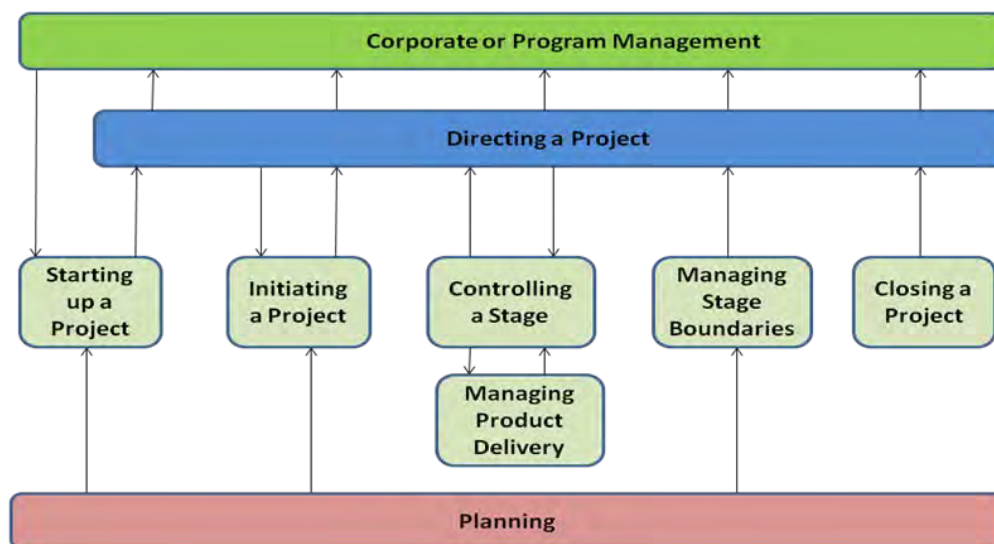 Corporate or Program Management
Directing a Project
Starting
up a
Project
Initiating
a Project
Controlling
a Stage
Managing
Stage
Boundaries
Closing a
Project
Managing
Product
Delivery
Planning